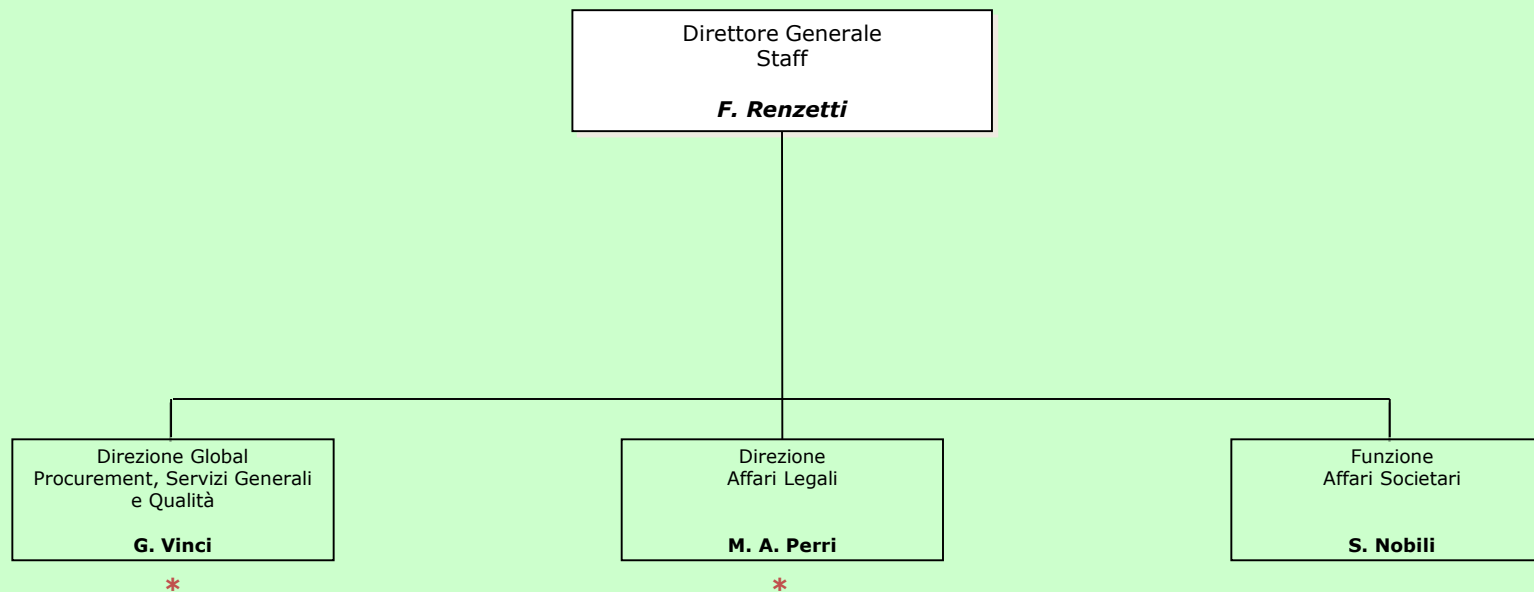 Direttore Generale
Staff
F. Renzetti
Direzione Global
Procurement, Servizi Generali
e Qualità
G. Vinci
*
Direzione
Affari Legali
M. A. Perri
*
Funzione
Affari Societari
S. Nobili